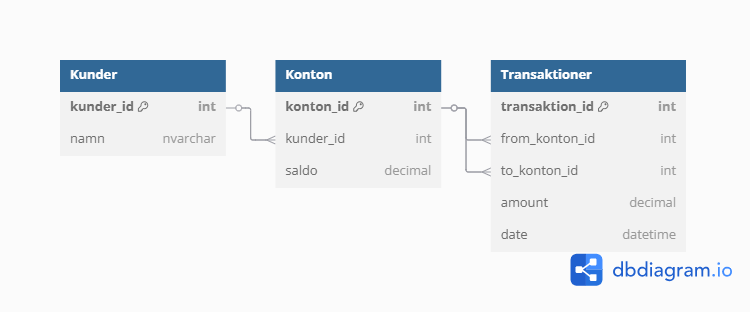 Kunder
kunder_id int
namn nvarchar
Konton
konton_id int
kunder_id int
saldo decimal
Transaktioner
transaktion_id int
from_konton_id int
to_konton_id int
amount decimal
date datetime
dbdiagram.io